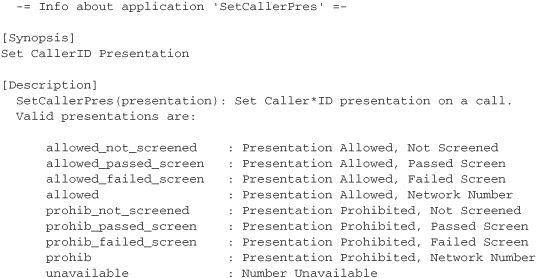 -= Info about application 'SetCallerPres' =-
[Synopsis]
Set CallerID Presentation
[Description]
SetCallerPres(presentation): Set Caller*ID presentation on a call.
Valid presentations are:
allowed_not_screened : Presentation Allowed, Not Screened
allowed_passed_screen : Presentation Allowed, Passed Screen
allowed_failed_screen : Presentation Allowed, Failed Screen
allowed : Presentation Allowed, Network Number
prohib_not_screened : Presentation Prohibited, Not Screened
prohib_passed_screen : Presentation Prohibited, Passed Screen
prohib_failed_screen : Presentation Prohibited, Failed Screen
prohib : Presentation Prohibited, Network Number
unavailable : Number Unavailable